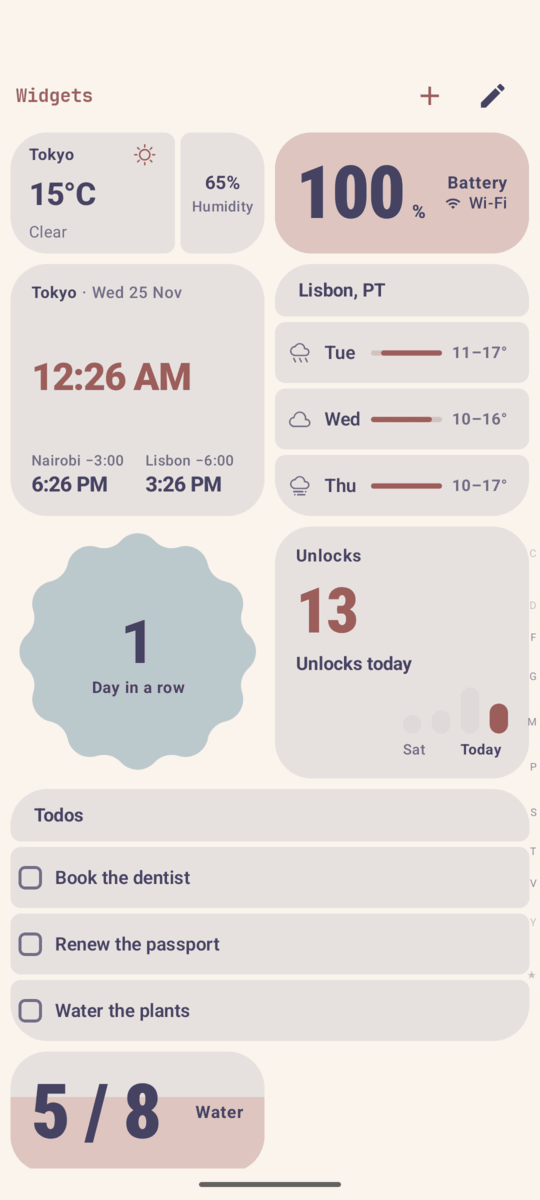 Widgets
Tokyo
15°C
Clear
65%
Humidity
100 %
Battery
Wi-Fi
Tokyo · Wed 25 Nov
12:26 AM
Nairobi −3:00
6:26 PM
Lisbon −6:00
3:26 PM
Lisbon, PT
Tue 11–17°
Wed 10–16°
Thu 10–17°
1
Day in a row
Unlocks
13
Unlocks today
Sat Today
Todos
Book the dentist
Renew the passport
Water the plants
5 / 8 Water
C
D
F
G
M
P
S
T
V
Y
★